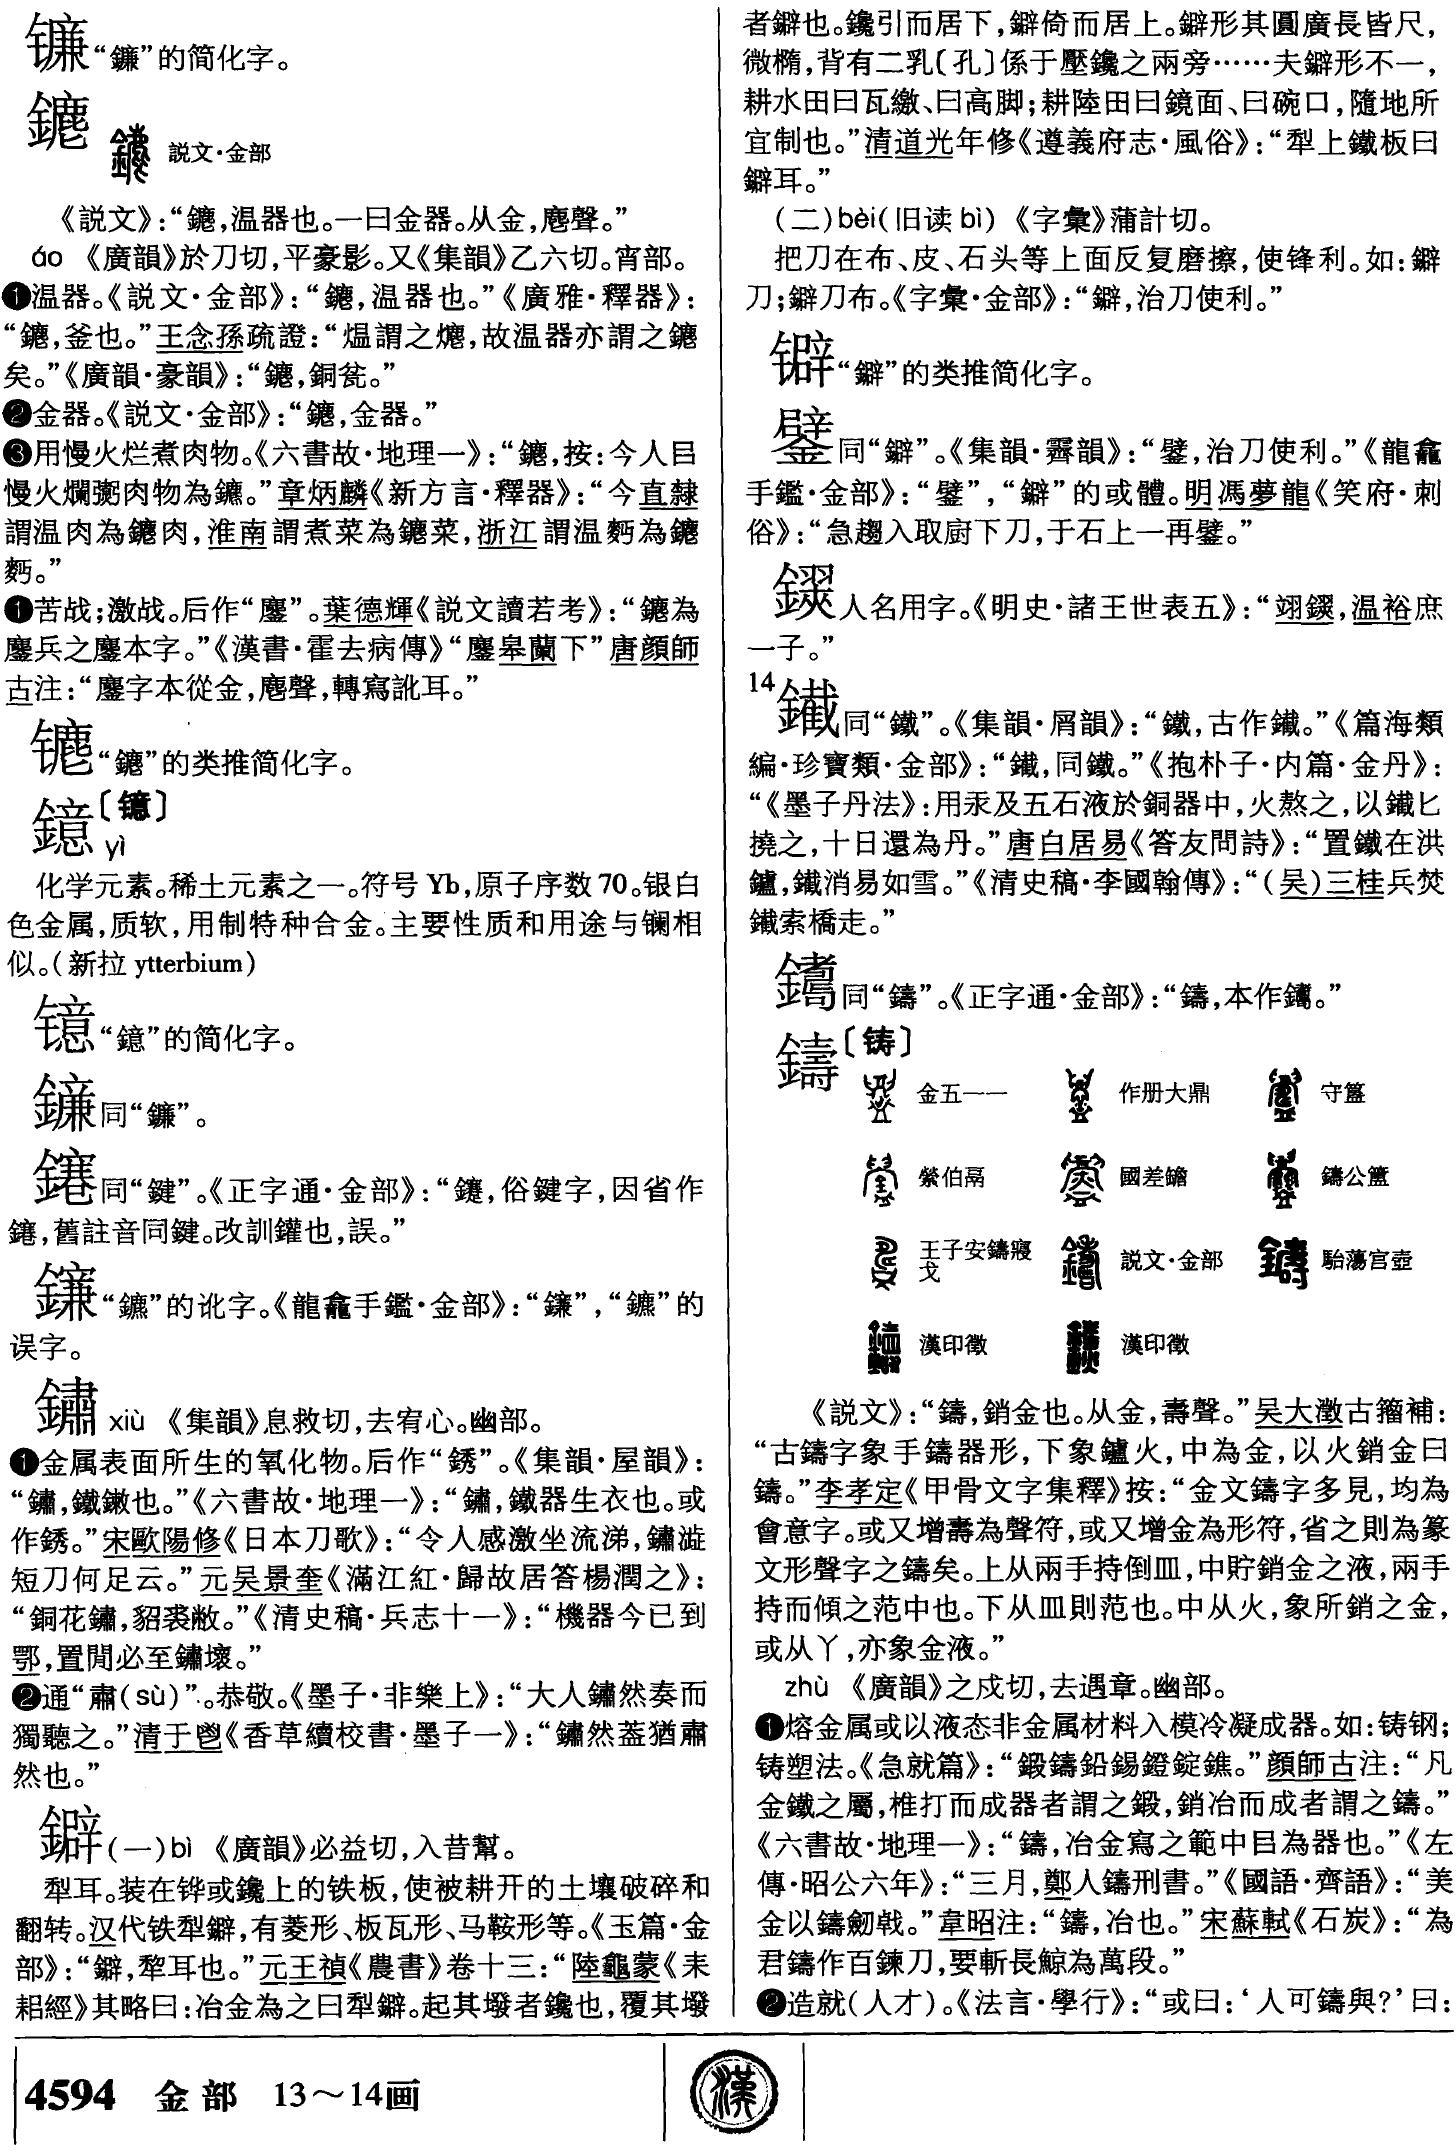 镰“鐮”的简化字。
鏖 説文·金部
《説文》:“鑣,温器也。一曰金器。从金,麀聲。”
áo 《廣韻》於刀切,平豪影。又《集韻》乙六切。宵部。
❶温器。《説文·金部》:“鏕,温器也。”《廣雅·釋器》:
釜也。”王念孫疏證:“煴謂之爊,故温器亦謂之
矣。”《廣韻·豪韻》:“銅瓮。”
❷金器。《説文·金部》:“金器。”
❸用慢火烂煮肉物。《六書故·地理一》:“按:今人㠯
慢火爛䰞肉物為鑣。”章炳麟《新方言·釋器》:“今直隸
謂温肉為肉,淮南謂煮菜為菜,浙江謂温麪為
麪。”
❶苦战;激战。后作“鏖”。葉德輝《説文讀若考》:“為
鏖兵之鏖本字。”《漢書·霍去病傳》“鏖皋蘭下”唐顔師
古注:“鏖字本從金,麀聲,轉寫訛耳。”
的类推简化字。
鐿〔镱〕
yì
化学元素。稀土元素之一。符号 Yb,原子序数 70。银白
色金属,质软,用制特种合金。主要性质和用途与镧相
似。(新拉 ytterbium)
镱“鐿”的简化字。
同“鐮”。
同“鍵”。《正字通·金部》:“俗鍵字,因省作
舊註音同鍵。改訓鑵也,誤。”
“鑣”的讹字。《龍龕手鑑·金部》:“鑣”的
误字。
鏽 xiù 《集韻》息救切,去宥心。幽部。
❶金属表面所生的氧化物。后作“銹”。《集韻·屋韻》:
“鏽,鐵鏉也。”《六書故·地理一》:“鏽,鐵器生衣也。或
作銹。”宋歐陽修《日本刀歌》:“令人感激坐流涕,鏽澁
短刀何足云。”元吴景奎《滿江紅·歸故居答楊潤之》:
“銅花鏽,貂裘敝。”《清史稿·兵志十一》:“機器今已到
鄂,置閒必至鏽壞。”
❷通“肅(sù)”。恭敬。《墨子·非樂上》:“大人鏽然奏而
獨聽之。”清于鬯《香草續校書·墨子一》:“鏽然蓋猶肅
然也。”
鐴(一)bì 《廣韻》必益切,入昔幫。
犁耳。装在铧或鑱上的铁板,使被耕开的土壤破碎和
翻转。汉代铁犁鐴,有菱形、板瓦形、马鞍形等。《玉篇·金
部》:“鐴,犂耳也。”元王禎《農書》卷十三:“陸龜蒙《耒
耜經》其略曰:冶金為之曰犁鐴。起其墢者鑱也,覆其墢
者鐴也。鑱引而居下,鐴倚而居上。鐴形其圓廣長皆尺,
微橢,背有二乳〔孔〕係于壓鑱之兩旁……夫鐴形不一,
耕水田曰瓦繳、曰高脚;耕陸田曰鏡面、曰碗口,隨地所
宜制也。”清道光年修《遵義府志·風俗》:“犁上鐵板曰
鐴耳。”
(二)bèi(旧读 bì) 《字彙》蒲計切。
把刀在布、皮、石头等上面反复磨擦,使锋利。如:鐴
刀;鐴刀布。《字彙·金部》:“鐴,治刀使利。”
“鐴”的类推简化字。
鐾同“鐴”。《集韻·霽韻》:“鐾,治刀使利。”《龍龕
手鑑·金部》:“鐾”,“鐴”的或體。明馮夢龍《笑府·刺
俗》:“急趨入取厨下刀,于石上一再鐾。”
人名用字。《明史·諸王世表五》:“翊温裕庶
一子。”
14
鐵同“鐵”。《集韻·屑韻》:“鐵,古作鐵。”《篇海類
編·珍寶類·金部》:“同鐵。”《抱朴子·内篇·金丹》:
“《墨子丹法》:用汞及五石液於銅器中,火熬之,以鐵匕
撓之,十日還為丹。”唐白居易《答友問詩》:“置鐵在洪
鑪,鐵消易如雪。”《清史稿·李國翰傳》:“(吴)三桂兵焚
鐵索橋走。”
同“鑄”。《正字通·金部》:“鑄,本作。”
鑄〔铸〕
金五一一 作册大鼎 守簋
縈伯鬲 國差𦉜 鑄公簠
王子安鑄寢戈 説文·金部 駘蕩宫壺
漢印徵 漢印徵
《説文》:“鑄,銷金也。从金,壽聲。”吴大澂古籀補:
“古鑄字象手鑄器形,下象鑪火,中為金,以火銷金曰
鑄。”李孝定《甲骨文字集釋》按:“金文鑄字多見,均為
會意字。或又增壽為聲符,或又增金為形符,省之則為篆
文形聲字之鑄矣。上从兩手持倒皿,中貯銷金之液,兩手
持而傾之范中也。下从皿則范也。中从火,象所銷之金,
或从丫,亦象金液。”
zhù 《廣韻》之戍切,去遇章。幽部。
❶熔金属或以液态非金属材料入模冷凝成器。如:铸钢;
铸塑法。《急就篇》:“鍛鑄鉛錫鐙錠鐎。”顔師古注:“凡
金鐵之屬,椎打而成器者謂之鍛,銷冶而成者謂之鑄。”
《六書故·地理一》:“鑄,冶金寫之範中㠯為器也。”《左
傳·昭公六年》:“三月,鄭人鑄刑書。”《國語·齊語》:“美
金以鑄劒戟。”韋昭注:“鑄,冶也。”宋蘇軾《石炭》:“為
君鑄作百鍊刀,要斬長鯨為萬段。”
❷造就(人才)。《法言·學行》:“或曰:‘人可鑄與?’曰:
4594 金部 13～14画
漢